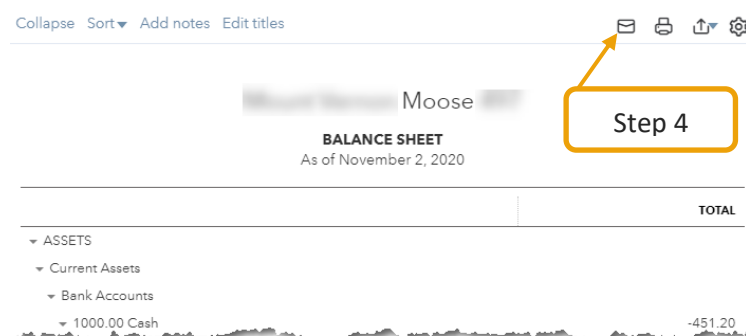 Collapse Sort Add notes Edit titles
Moose
Step 4
BALANCE SHEET
As of November 2, 2020
TOTAL
ASSETS
Current Assets
Bank Accounts
1000.00 Cash -451.20